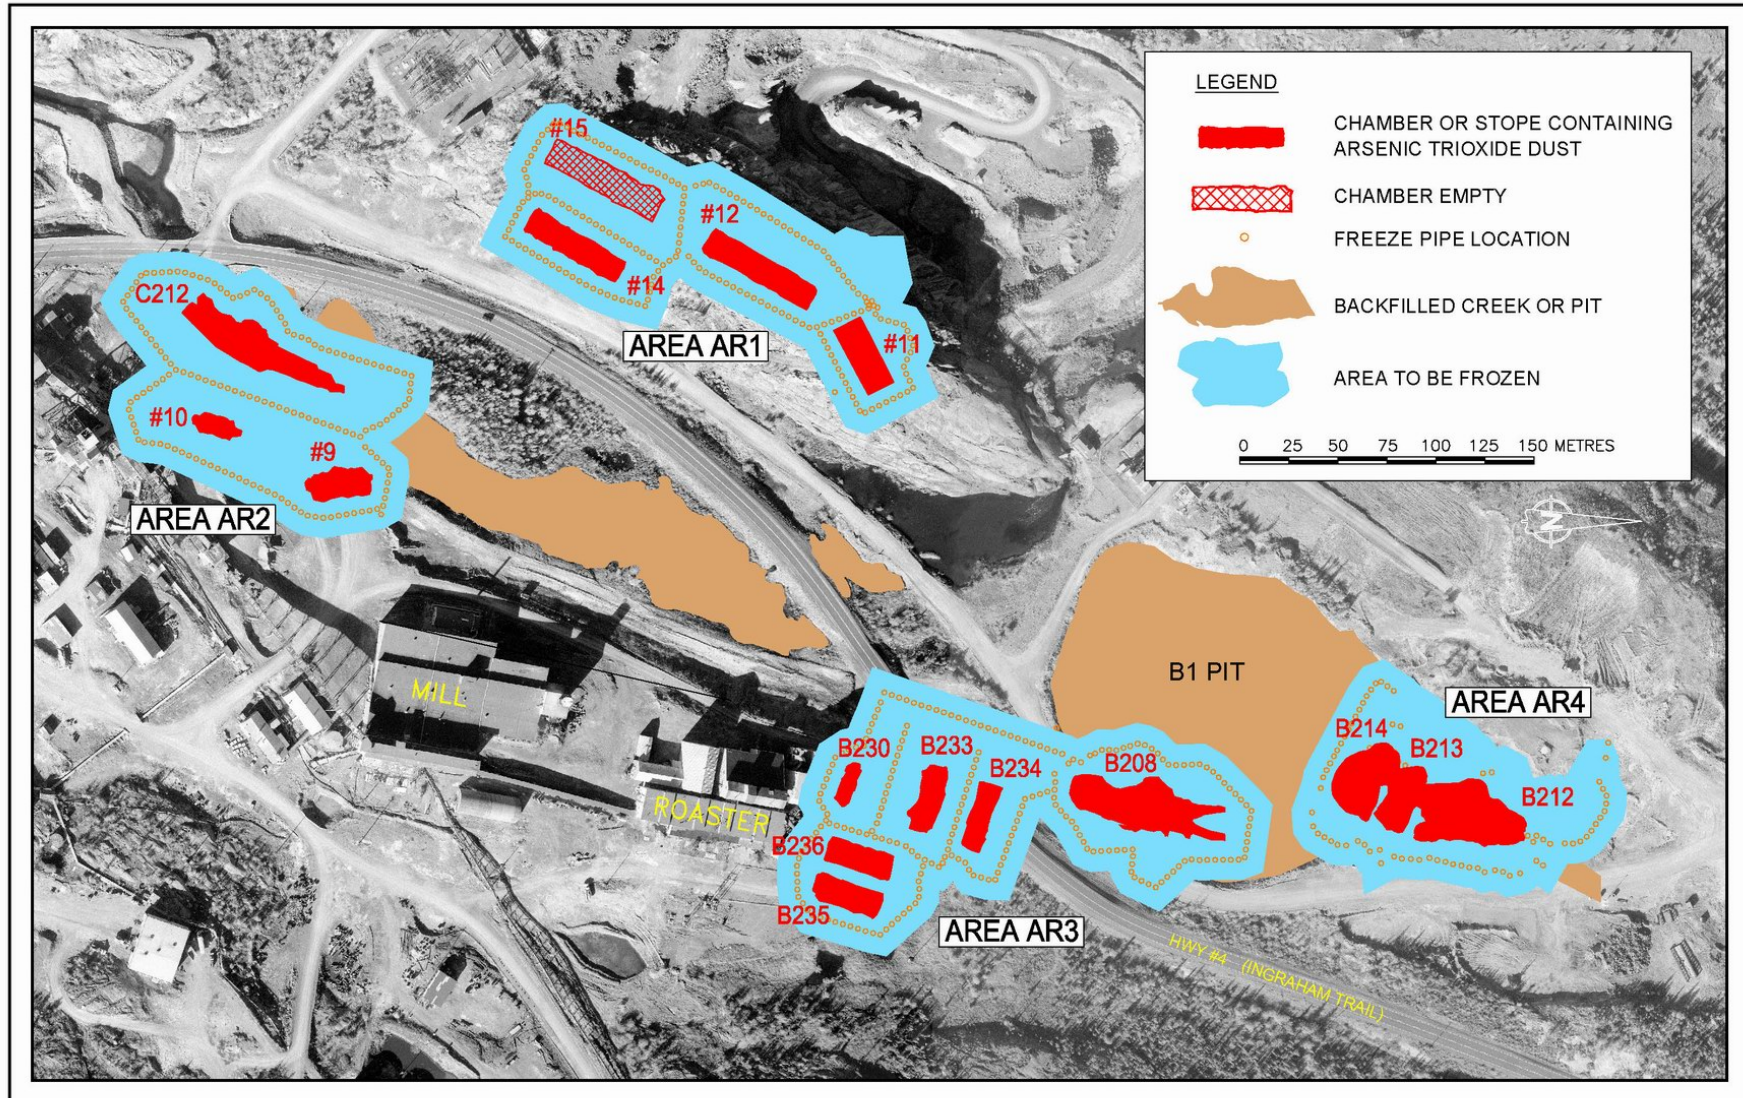 LEGEND
CHAMBER OR STOPE CONTAINING
ARSENIC TRIOXIDE DUST
CHAMBER EMPTY
FREEZE PIPE LOCATION
BACKFILLED CREEK OR PIT
AREA TO BE FROZEN
0 25 50 75 100 125 150 METRES
N
#15
#12
#14
#11
AREA AR1
C212
#10
#9
AREA AR2
MILL
ROASTER
B1 PIT
AREA AR4
B214
B213
B212
B230
B233
B234
B208
B236
B235
AREA AR3
HWY #4 (INGRAHAM TRAIL)